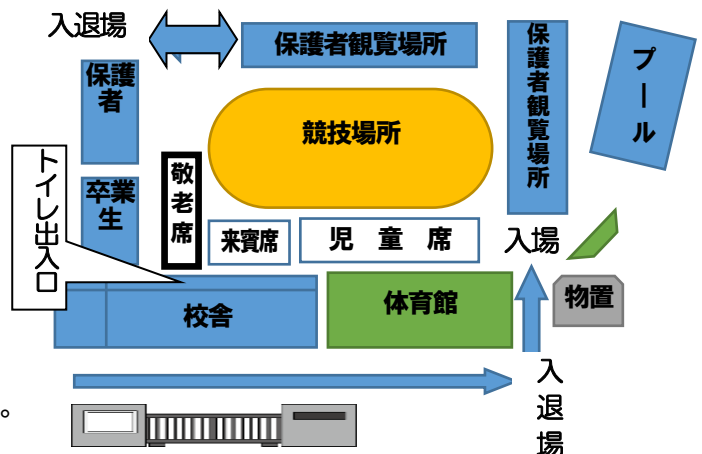 入退場
保護者観覧場所
保護者観覧場所
プール
保護
者
競技場所
トイレ出入口
卒業
生
敬老席
来賓席
児 童 席
入場
校舎
体育館
物置
入退場
。